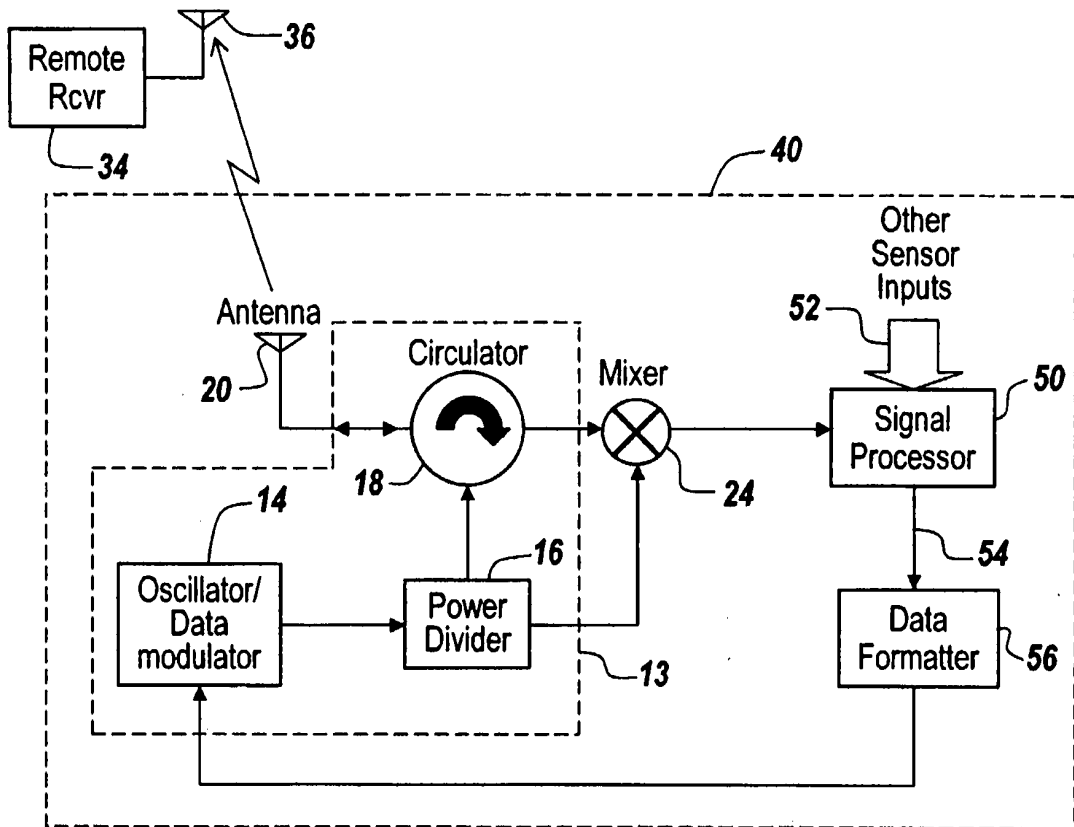 36
Remote
Rcvr
34
40
Other
Sensor
Inputs
52
Antenna
20
Circulator
18
Mixer
24
50
Signal
Processor
14
16
54
Oscillator/
Data
modulator
Power
Divider
13
Data
Formatter
56